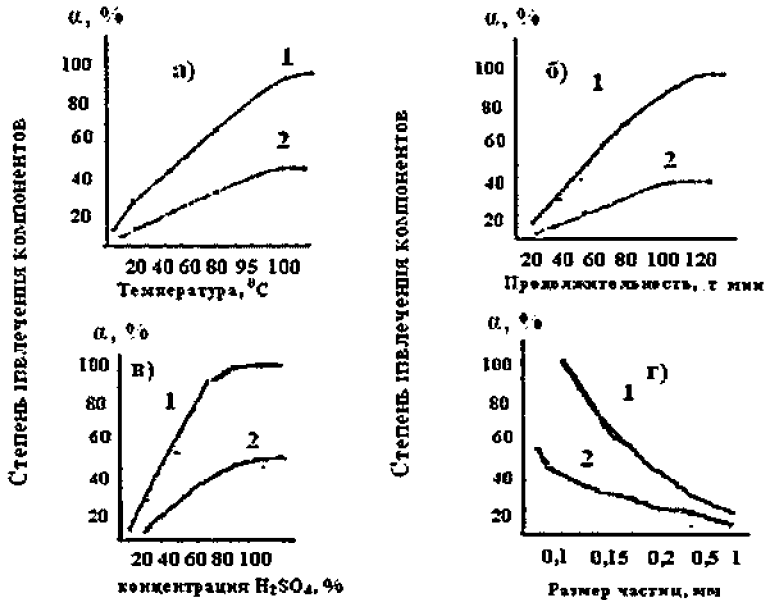 α, %
100
80
60
40
20
а)
1
2
20 40 60 80 95 100
Температура, ⁰С
Степень извлечения компонентов
α, %
100
80
60
40
20
б)
1
2
20 40 60 80 100 120
Продолжительность, τ мин
Степень извлечения компонентов
α, %
100
80
60
40
20
в)
1
2
20 40 60 80 100
концентрация H₂SO₄, %
α, %
100
80
60
40
20
г)
1
2
0,1 0,15 0,2 0,5 1
Размер частиц, мм